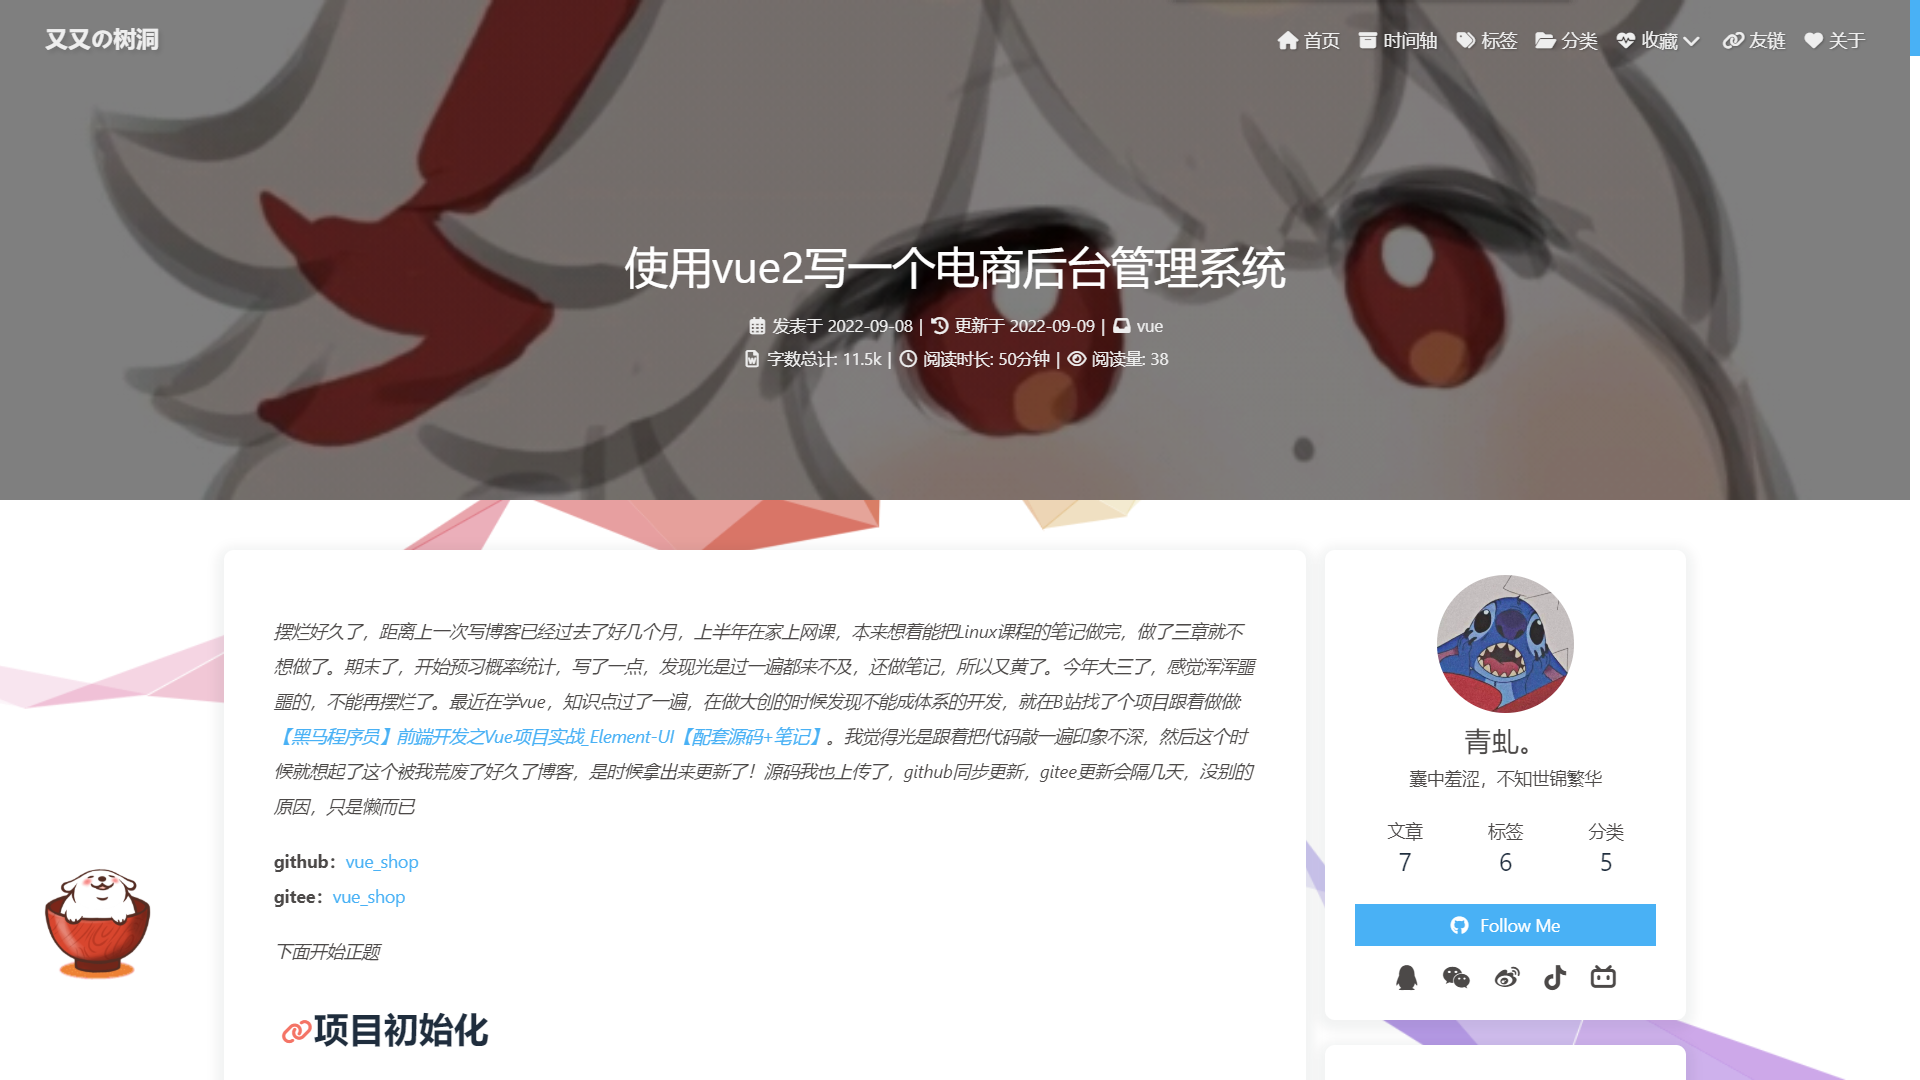 又又の树洞
首页 时间轴 标签 分类 收藏 友链 关于
使用vue2写一个电商后台管理系统
发表于 2022-09-08 | 更新于 2022-09-09 | vue
字数总计: 11.5k | 阅读时长: 50分钟 | 阅读量: 38
摆烂好久了，距离上一次写博客已经过去了好几个月，上半年在家上网课，本来想着能把Linux课程的笔记做完，做了三章就不
想做了。期末了，开始预习概率统计，写了一点，发现光是过一遍都来不及，还做笔记，所以又黄了。今年大三了，感觉浑浑噩
噩的，不能再摆烂了。最近在学vue，知识点过了一遍，在做大创的时候发现不能成体系的开发，就在B站找了个项目跟着做做:
【黑马程序员】前端开发之Vue项目实战_Element-UI【配套源码+笔记】。我觉得光是跟着把代码敲一遍印象不深，然后这个时
候就想起了这个被我荒废了好久了博客，是时候拿出来更新了！源码我也上传了，github同步更新，gitee更新会隔几天，没别的
原因，只是懒而已
github：vue_shop
gitee：vue_shop
下面开始正题
项目初始化
青虬。
囊中羞涩，不知世锦繁华
文章 标签 分类
7 6 5
Follow Me